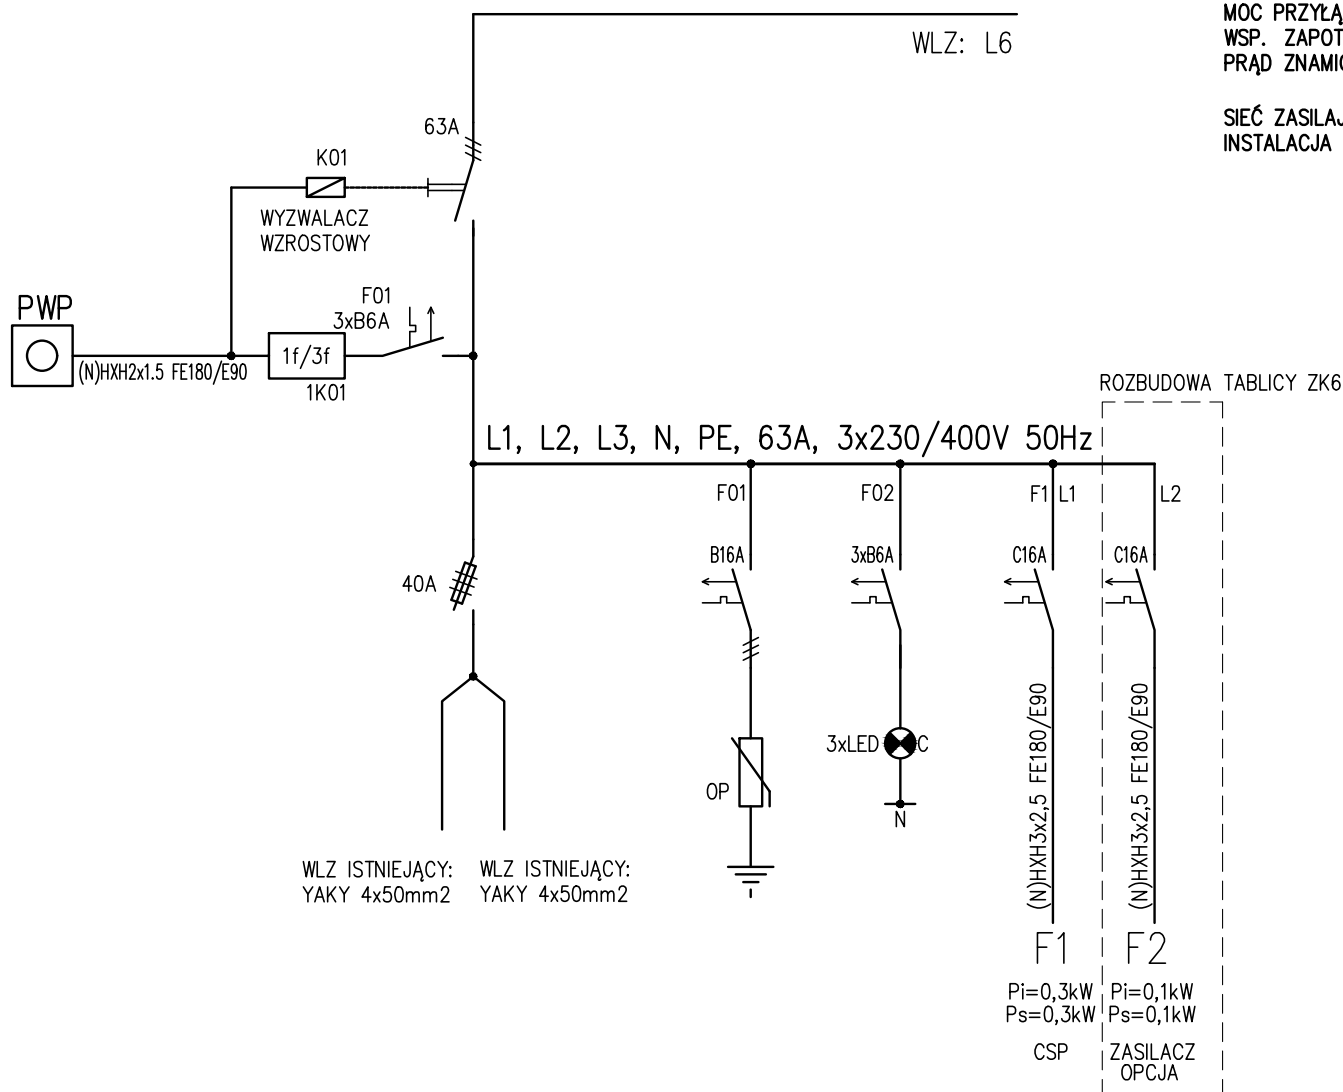 MOC
WSP.
PRĄD
SIEĆ
INSTALACJA
WLZ: L6
63A
K01
WYZWALACZ
WZROSTOWY
PWP
F01
3xB6A
1f/3f
1K01
(N)HXH2x1.5 FE180/E90
ROZBUDOWA TABLICY ZK6
L1, L2, L3, N, PE, 63A, 3x230/400V 50Hz
F01
F02
F1 L1
L2
40A
B16A
3xB6A
C16A
C16A
3xLED
C
OP
N
(N)HXH3x2,5 FE180/E90
(N)HXH3x2,5 FE180/E90
WLZ ISTNIEJĄCY:
YAKY 4x50mm2
WLZ ISTNIEJĄCY:
YAKY 4x50mm2
F1
Pi=0,3kW
Ps=0,3kW
CSP
F2
Pi=0,1kW
Ps=0,1kW
ZASILACZ
OPCJA